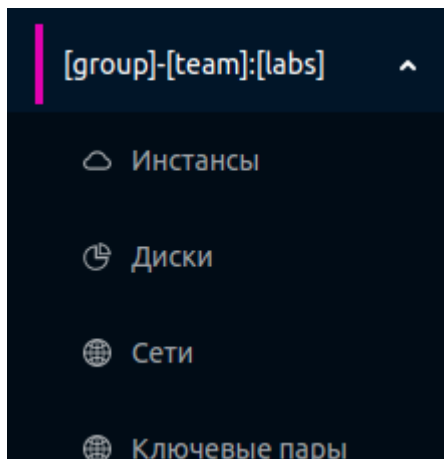 [group]-[team]:[labs]
Инстансы
Диски
Сети
Ключевые пары